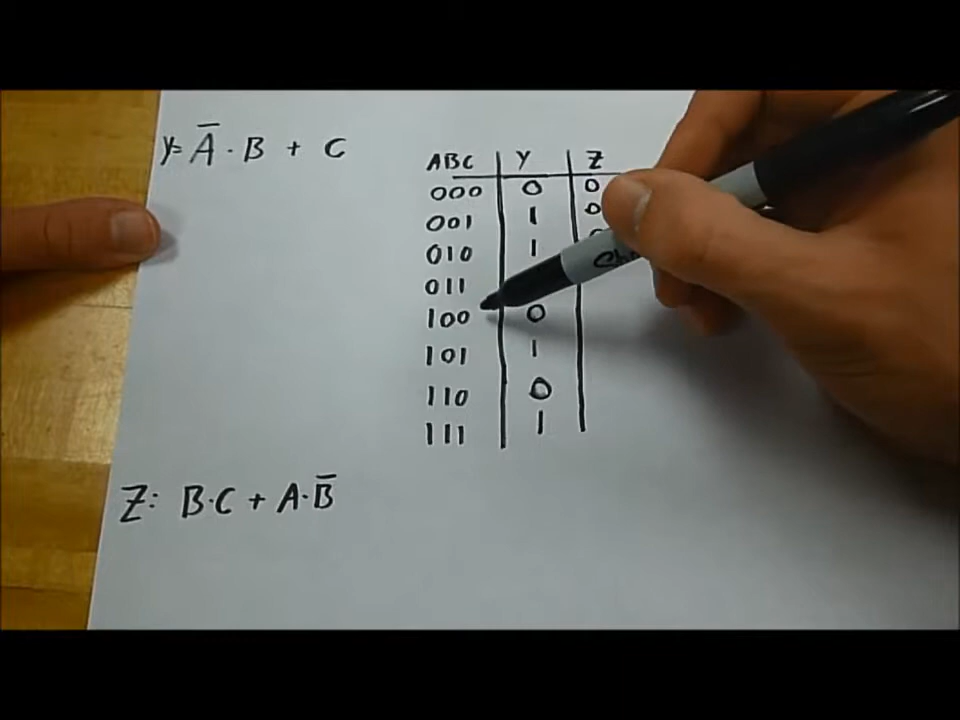 y= A̅ · B + C
ABC Y Z
000 0 0
001 1 0
010 1
011
100 0
101 1
110 0
111 1
Z: B·C + A·B̅